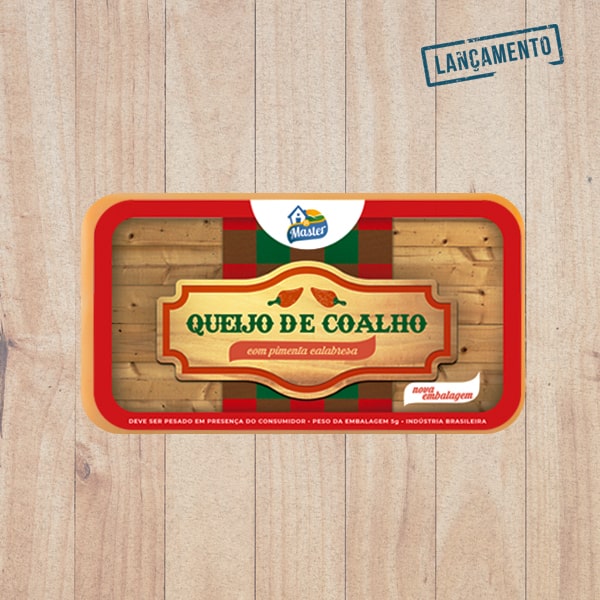 LANÇAMENTO
Master
QUEIJO DE COALHO
com pimenta calabresa
nova
embalagem
DEVE SER PESADO EM PRESENÇA DO CONSUMIDOR • PESO DA EMBALAGEM 5g • INDÚSTRIA BRASILEIRA